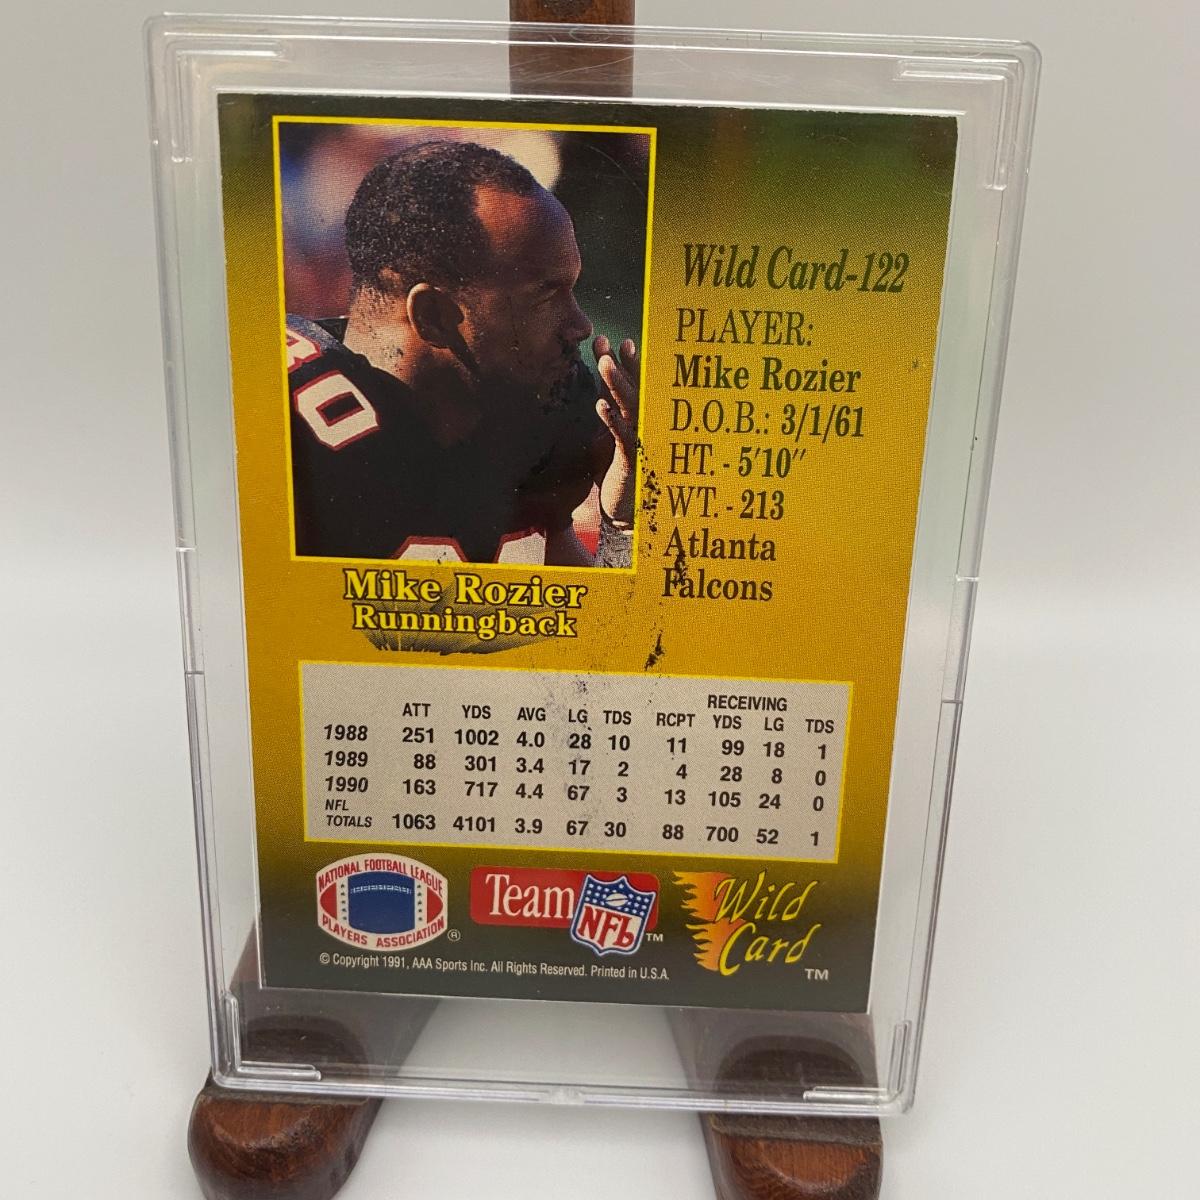 Wild Card-122
PLAYER:
Mike Rozier
D.O.B.: 3/1/61
HT. - 5'10"
WT. - 213
Atlanta
Falcons
30
Mike Rozier
Runningback
RECEIVING
ATT YDS AVG LG TDS RCPT YDS LG TDS
1988 251 1002 4.0 28 10 11 99 18 1
1989 88 301 3.4 17 2 4 28 8 0
1990 163 717 4.4 67 3 13 105 24 0
NFL
TOTALS 1063 4101 3.9 67 30 88 700 52 1
NATIONAL FOOTBALL LEAGUE
PLAYERS ASSOCIATION ®
Team NFL ™
Wild
Card ™
© Copyright 1991, AAA Sports Inc. All Rights Reserved. Printed in U.S.A.